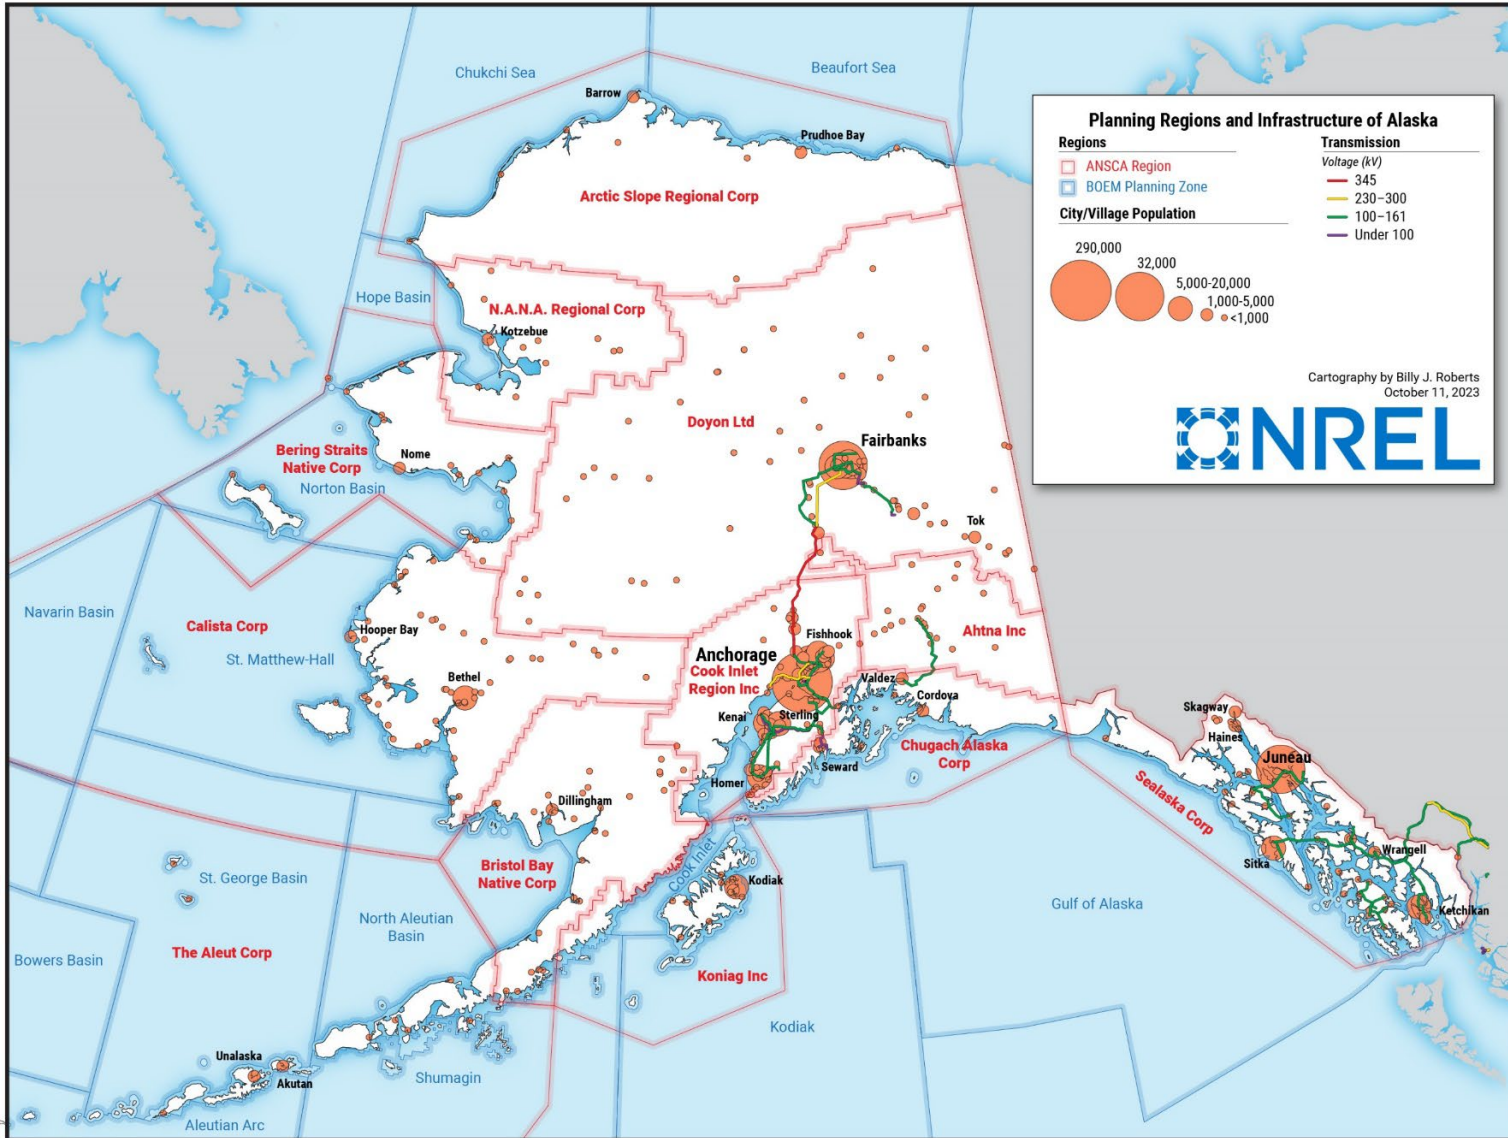 Chukchi Sea
Beaufort Sea
Barrow
Prudhoe Bay
Arctic Slope Regional Corp
Planning Regions and Infrastructure of Alaska
Regions
ANSCA Region
BOEM Planning Zone
City/Village Population
290,000
32,000
5,000-20,000
1,000-5,000
<1,000
Transmission
Voltage (kV)
345
230–300
100–161
Under 100
Cartography by Billy J. Roberts
October 11, 2023
NREL
Hope Basin
N.A.N.A. Regional Corp
Kotzebue
Doyon Ltd
Fairbanks
Bering Straits
Native Corp
Nome
Norton Basin
Tok
Navarin Basin
Calista Corp
St. Matthew-Hall
Hooper Bay
Bethel
Fishhook
Anchorage
Cook Inlet
Region Inc
Ahtna Inc
Valdez
Cordova
Kenai
Sterling
Seward
Homer
Chugach Alaska
Corp
Skagway
Haines
Juneau
Sealaska Corp
Sitka
Wrangell
Ketchikan
Dillingham
Bristol Bay
Native Corp
Cook Inlet
Kodiak
St. George Basin
North Aleutian
Basin
Gulf of Alaska
Bowers Basin
The Aleut Corp
Koniag Inc
Kodiak
Unalaska
Akutan
Shumagin
Aleutian Arc